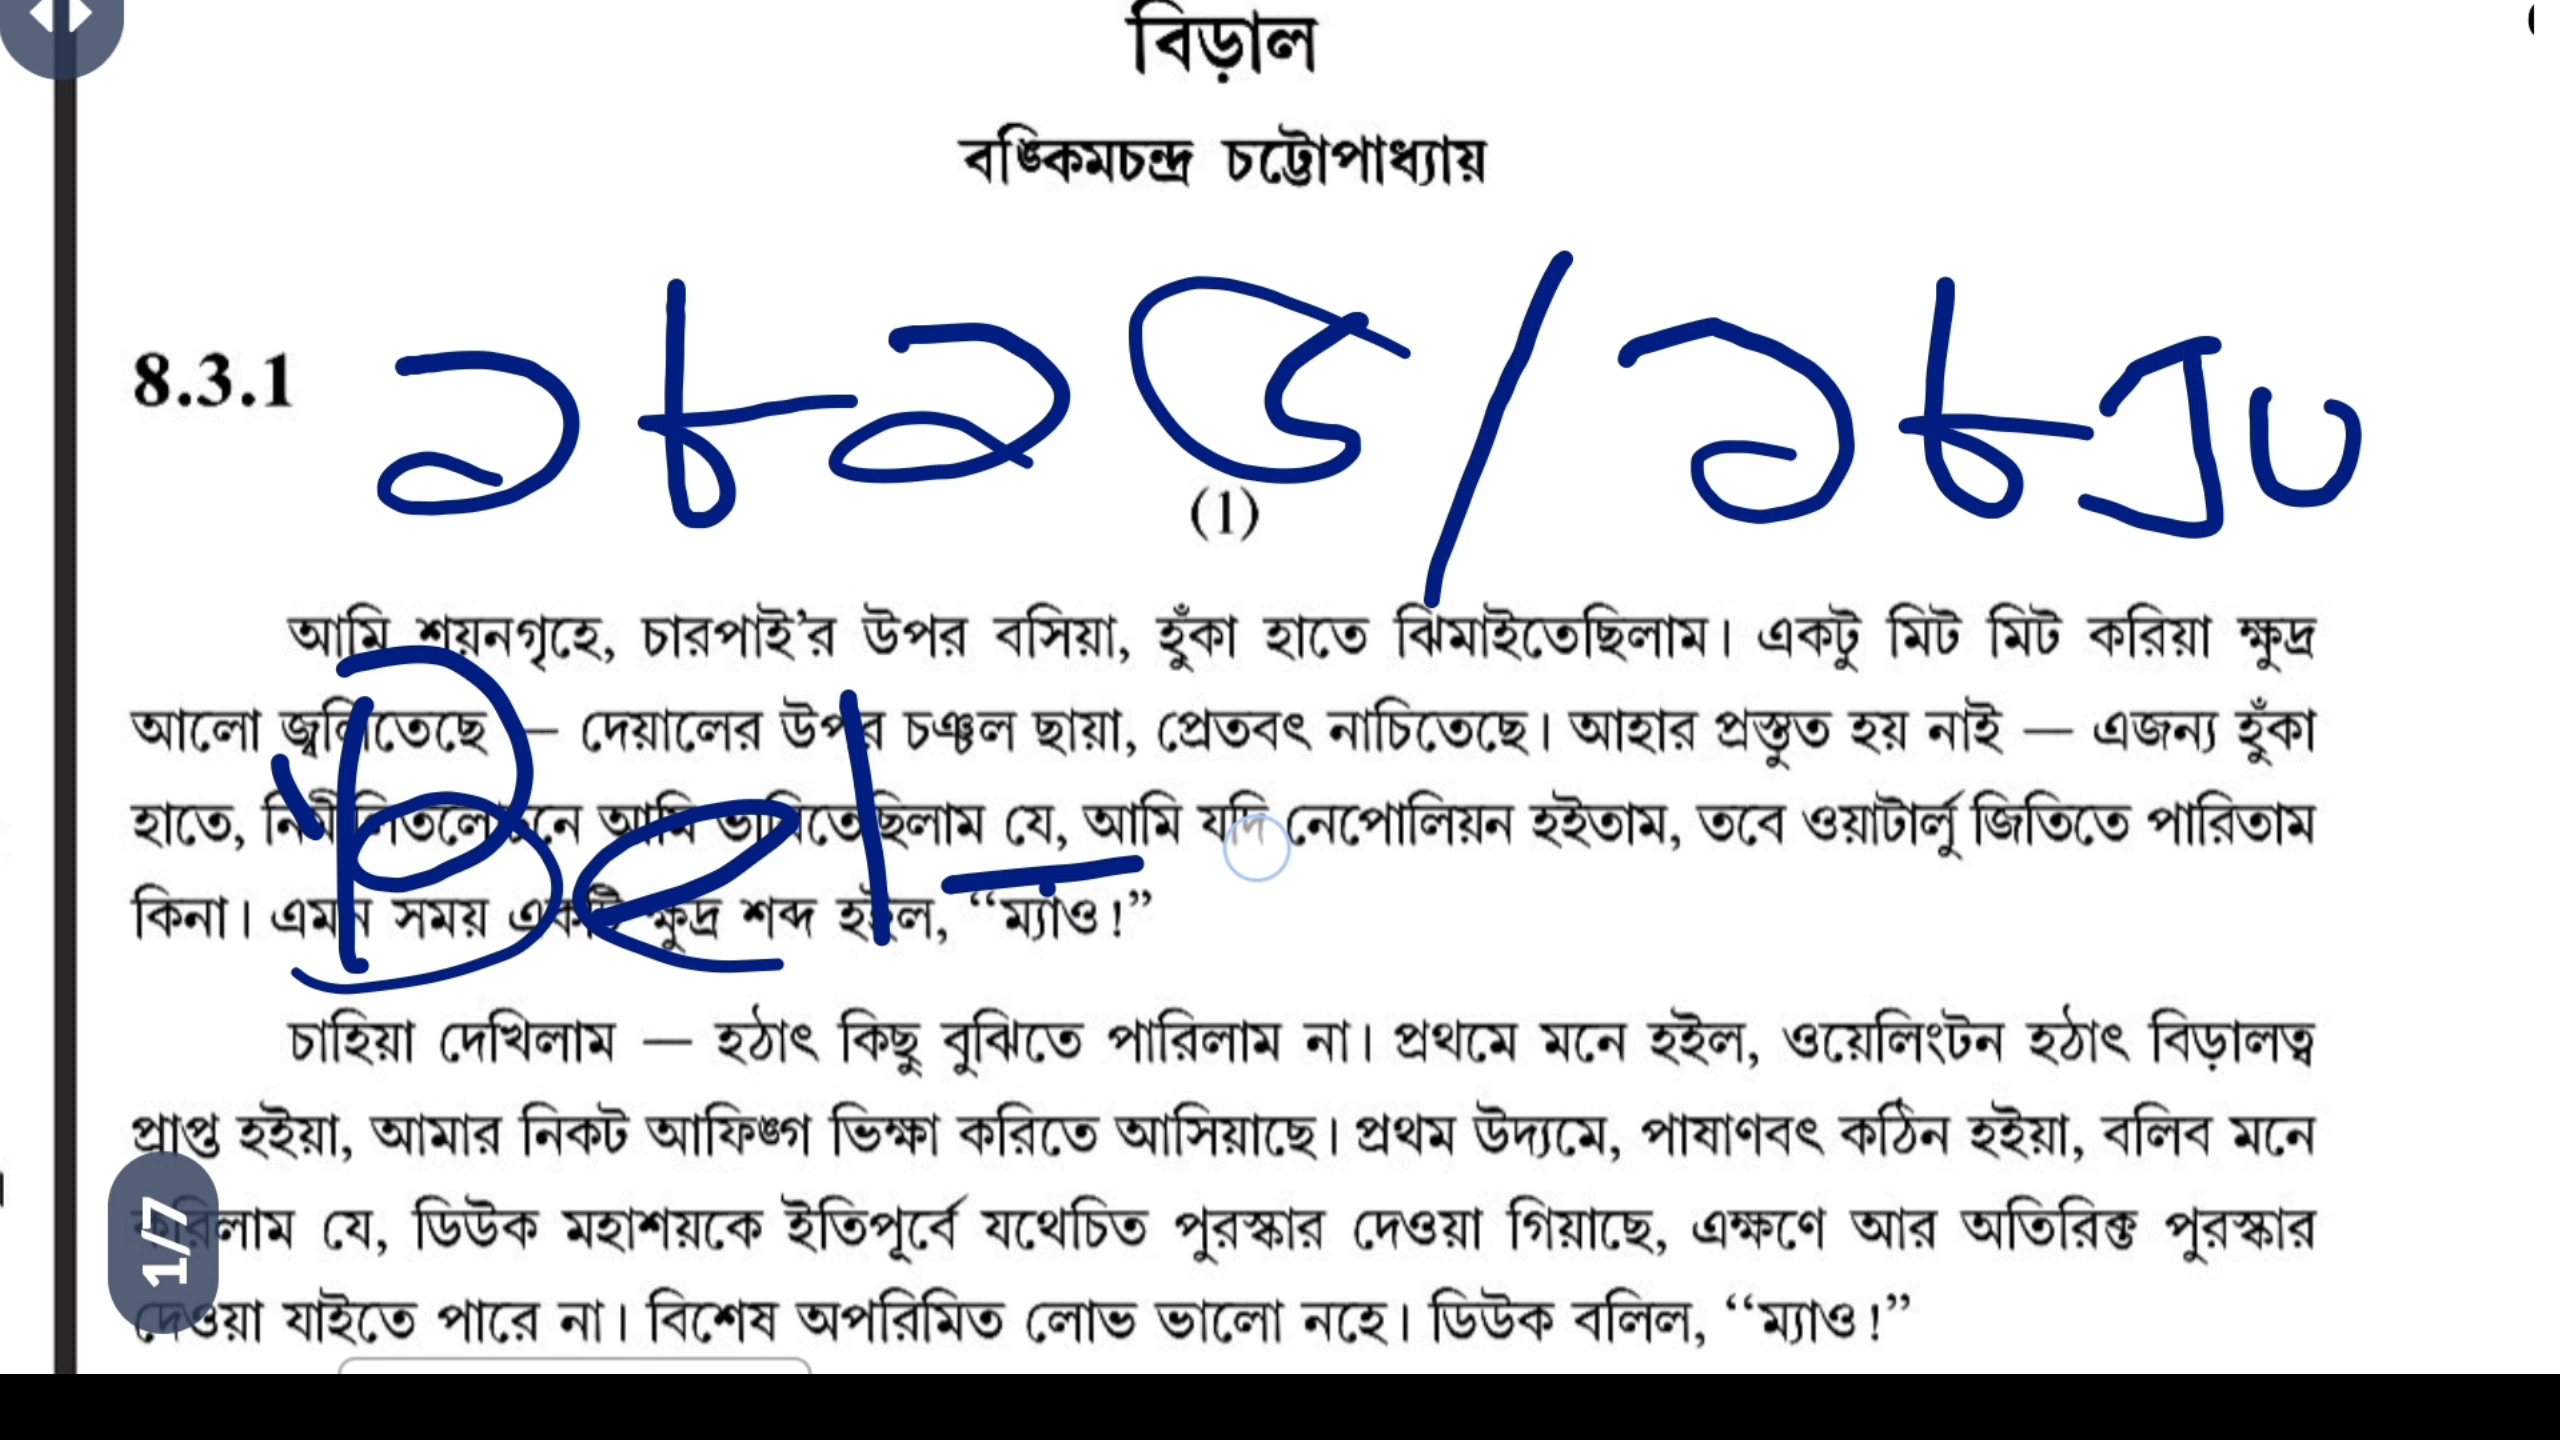 বিড়াল
বঙ্কিমচন্দ্র চট্টোপাধ্যায়
8.3.1
(1)
আমি শয়নগৃহে, চারপাই’র উপর বসিয়া, হুঁকা হাতে ঝিমাইতেছিলাম। একটু মিট মিট করিয়া ক্ষুদ্র
আলো জ্বলিতেছে — দেয়ালের উপর চঞ্চল ছায়া, প্রেতবৎ নাচিতেছে। আহার প্রস্তুত হয় নাই — এজন্য হুঁকা
হাতে, নিমীলিতলোচনে আমি ভাবিতেছিলাম যে, আমি যদি নেপোলিয়ন হইতাম, তবে ওয়াটার্লু জিতিতে পারিতাম
কিনা। এমন সময় একটি ক্ষুদ্র শব্দ হইল, “ম্যাঁও!”
চাহিয়া দেখিলাম — হঠাৎ কিছু বুঝিতে পারিলাম না। প্রথমে মনে হইল, ওয়েলিংটন হঠাৎ বিড়ালত্ব
প্রাপ্ত হইয়া, আমার নিকট আফিঙ্গ ভিক্ষা করিতে আসিয়াছে। প্রথম উদ্যমে, পাষাণবৎ কঠিন হইয়া, বলিব মনে
করিলাম যে, ডিউক মহাশয়কে ইতিপূর্বে যথেচিত পুরস্কার দেওয়া গিয়াছে, এক্ষণে আর অতিরিক্ত পুরস্কার
দেওয়া যাইতে পারে না। বিশেষ অপরিমিত লোভ ভালো নহে। ডিউক বলিল, “ম্যাও!”
1/7